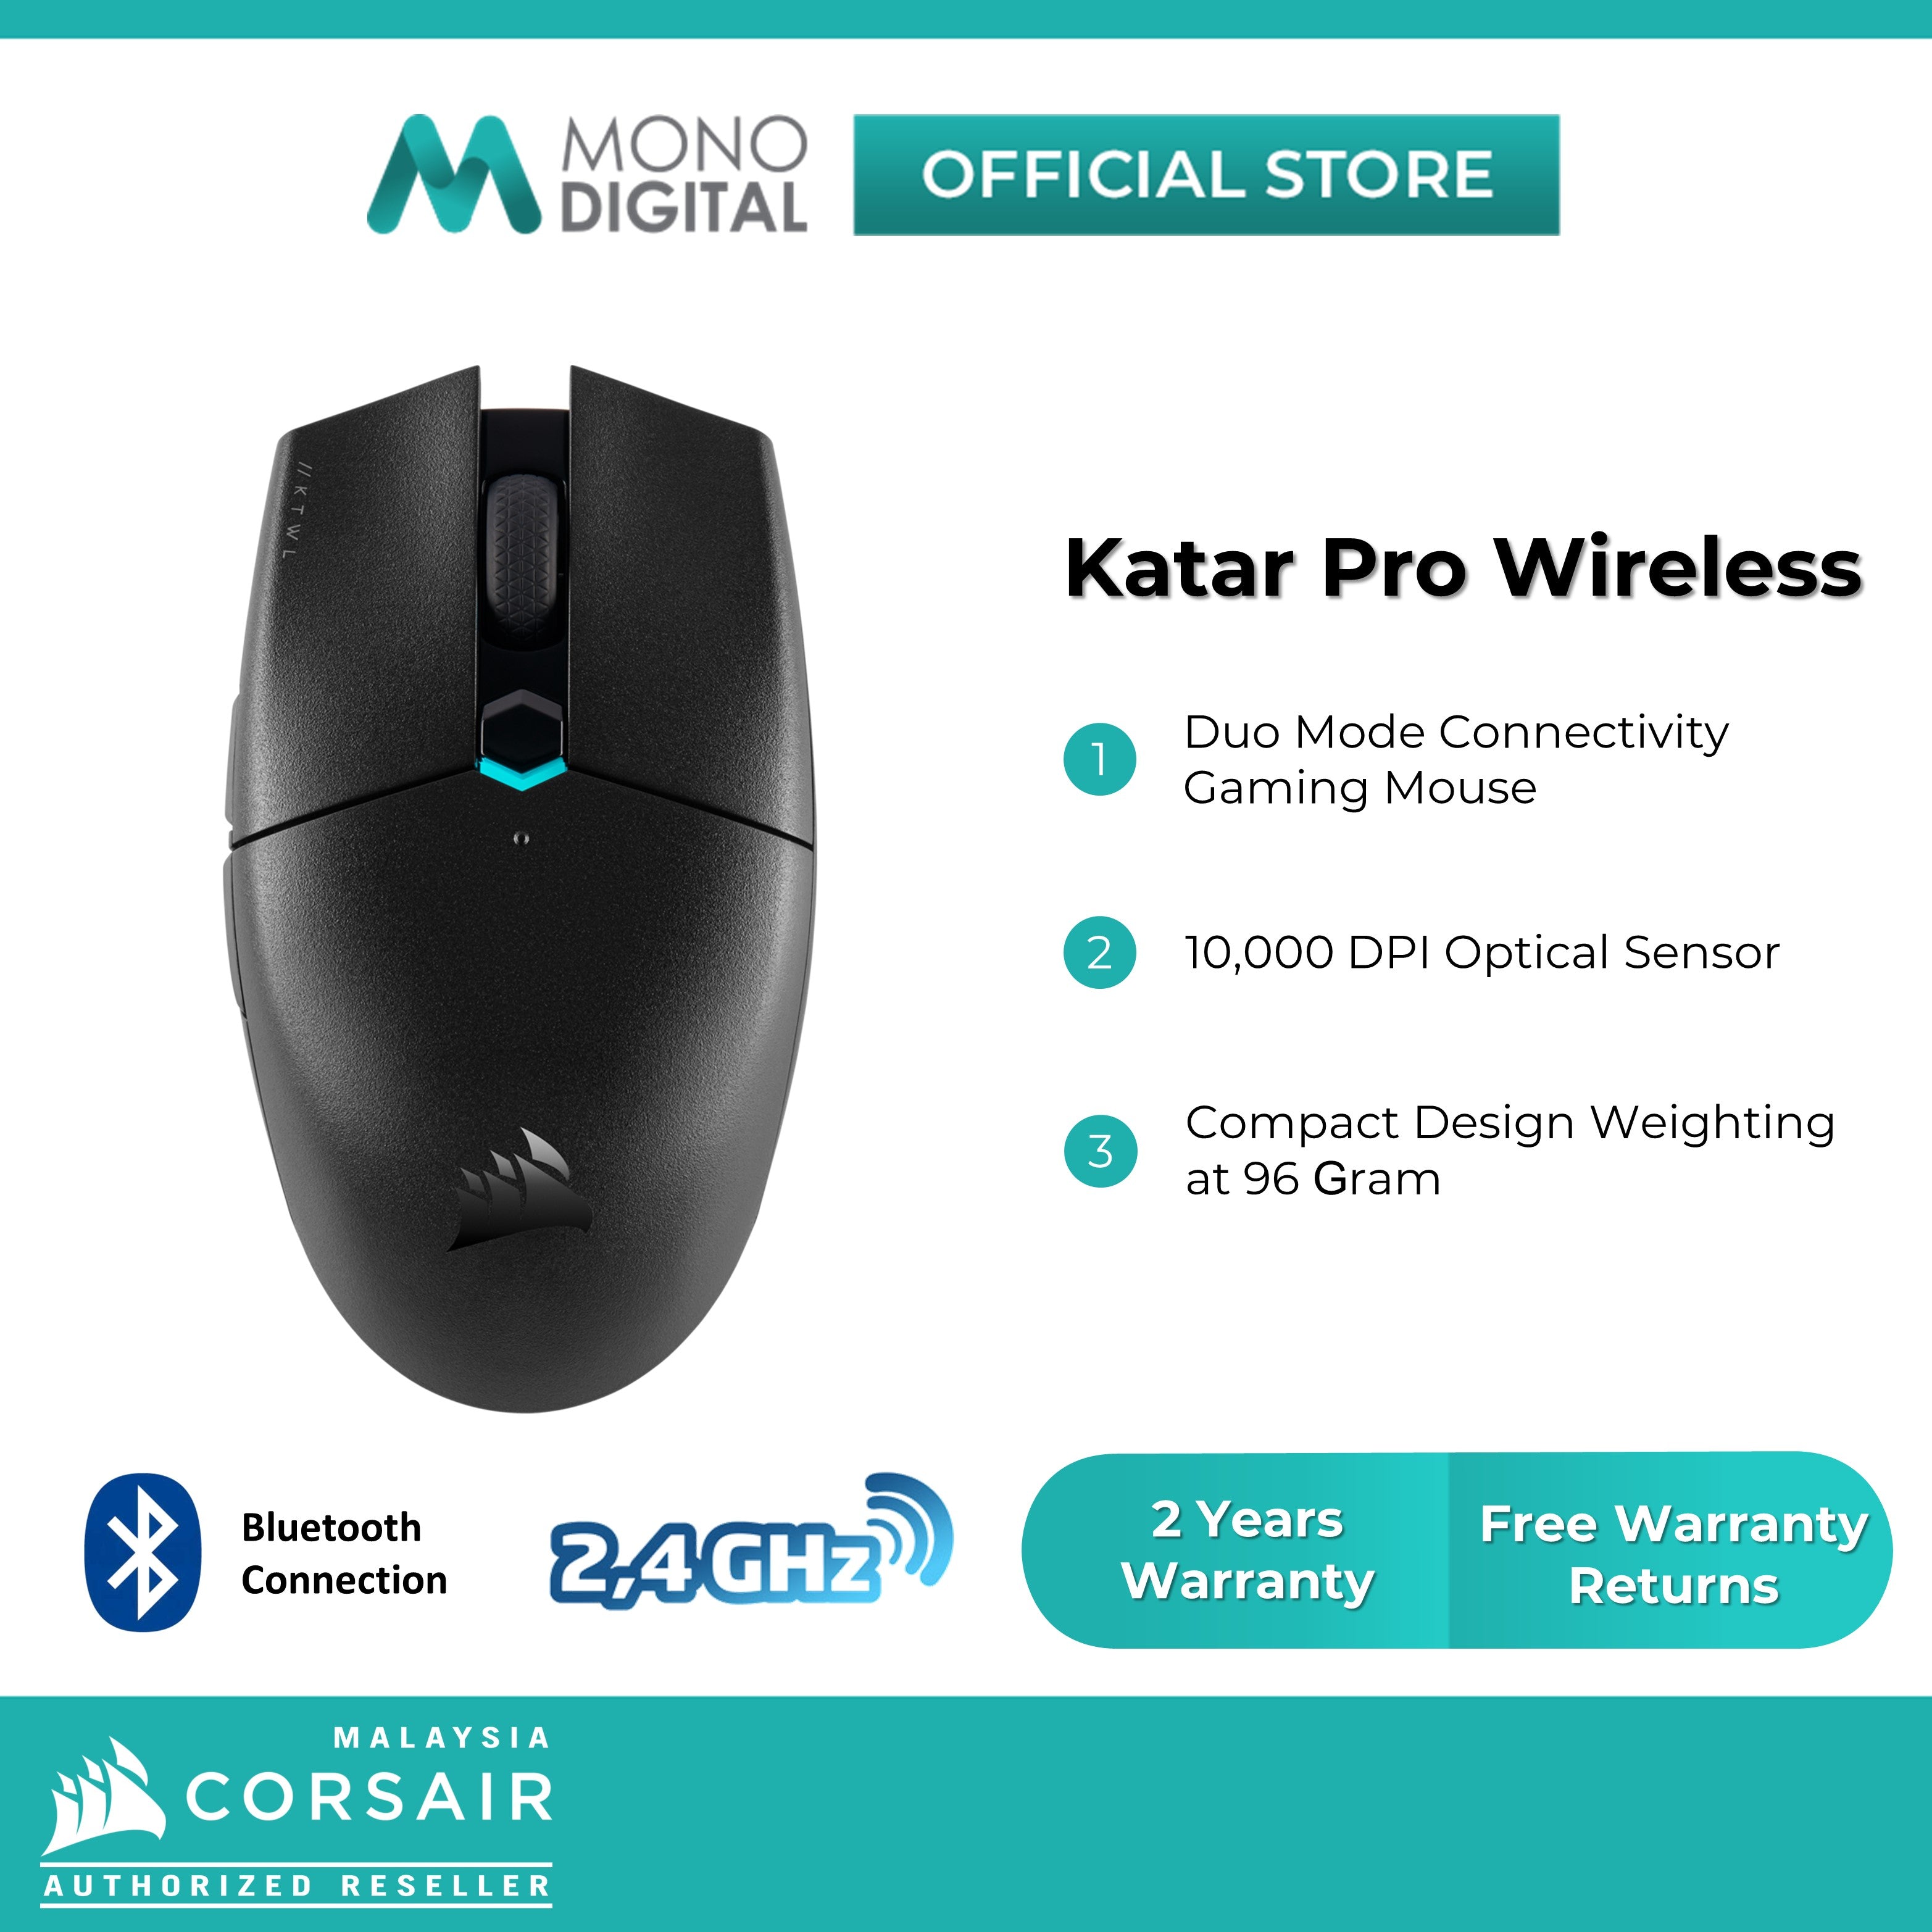 MONO
DIGITAL
OFFICIAL STORE
//KTWL
Katar Pro Wireless
1
Duo Mode Connectivity
Gaming Mouse
2
10,000 DPI Optical Sensor
3
Compact Design Weighting
at 96 Gram
Bluetooth
Connection
2,4GHz
2 Years
Warranty
Free Warranty
Returns
MALAYSIA
CORSAIR
AUTHORIZED RESELLER